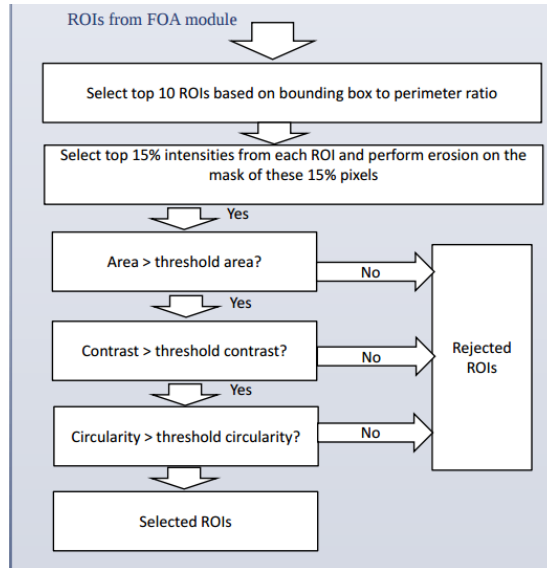 ROIs from FOA module
Select top 10 ROIs based on bounding box to perimeter ratio
Select top 15% intensities from each ROI and perform erosion on the
mask of these 15% pixels
Yes
Area > threshold area?
No
Yes
Contrast > threshold contrast?
No
Rejected
ROIs
Yes
Circularity > threshold circularity?
No
Selected ROIs